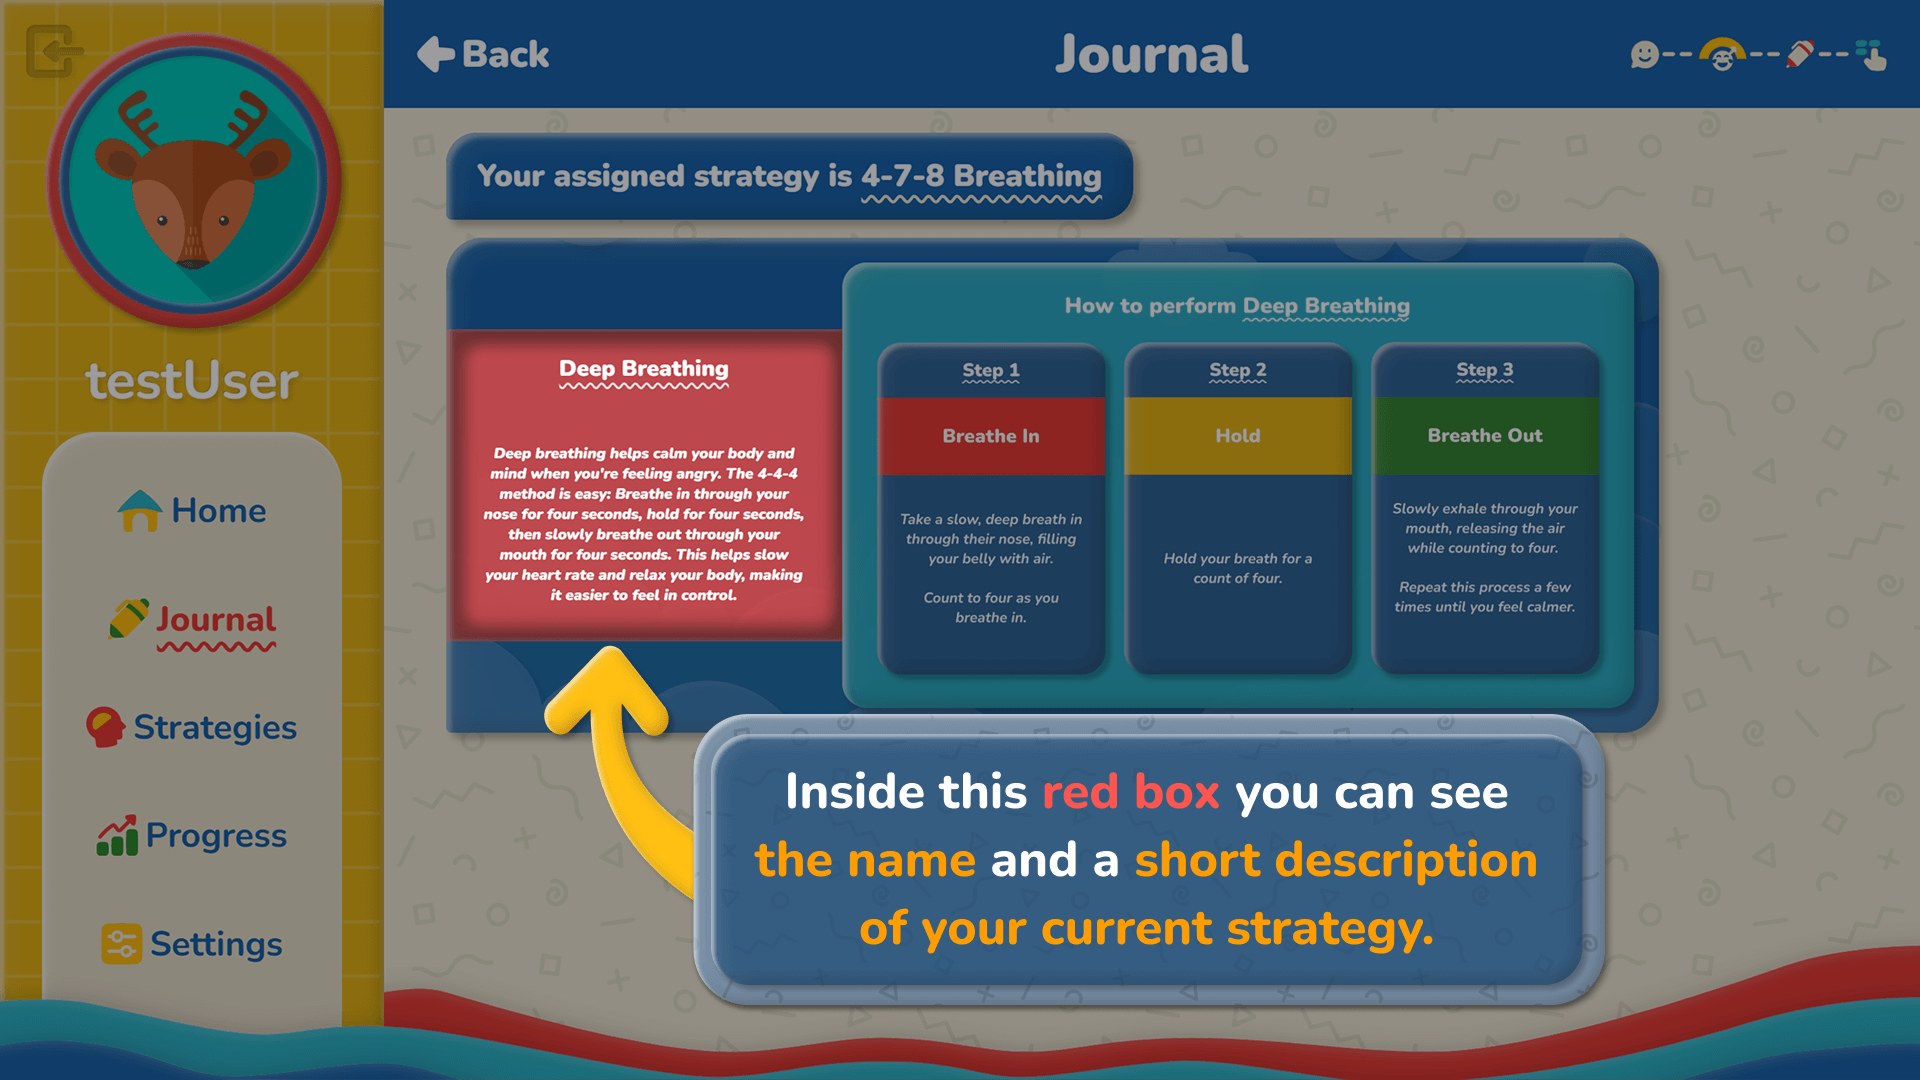 Back
Journal
testUser
Home
Journal
Strategies
Progress
Settings
Your assigned strategy is 4-7-8 Breathing
Deep Breathing
Deep breathing helps calm your body and
mind when you're feeling angry. The 4-4-4
method is easy: Breathe in through your
nose for four seconds, hold for four seconds,
then slowly breathe out through your
mouth for four seconds. This helps slow
your heart rate and relax your body, making
it easier to feel in control.
How to perform Deep Breathing
Step 1
Breathe In
Take a slow, deep breath in
through their nose, filling
your belly with air.
Count to four as you
breathe in.
Step 2
Hold
Hold your breath for a
count of four.
Step 3
Breathe Out
Slowly exhale through your
mouth, releasing the air
while counting to four.
Repeat this process a few
times until you feel calmer.
Inside this red box you can see
the name and a short description
of your current strategy.